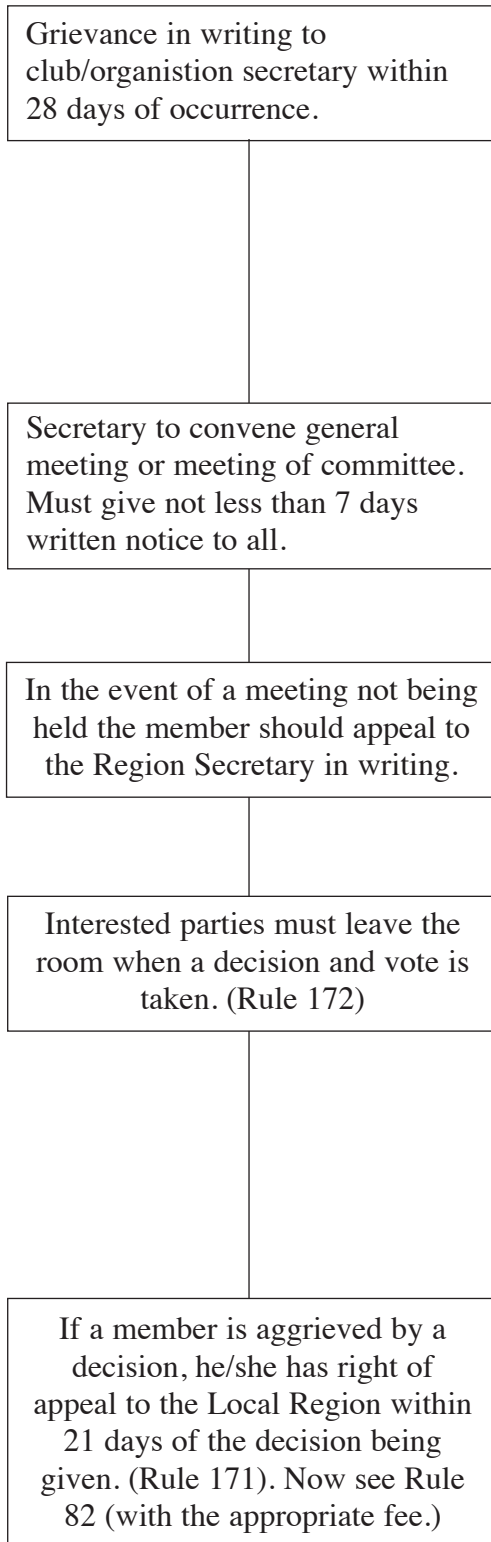 Grievance in writing to
club/organistion secretary within
28 days of occurrence.
Secretary to convene general
meeting or meeting of committee.
Must give not less than 7 days
written notice to all.
In the event of a meeting not being
held the member should appeal to
the Region Secretary in writing.
Interested parties must leave the
room when a decision and vote is
taken. (Rule 172)
If a member is aggrieved by a
decision, he/she has right of
appeal to the Local Region within
21 days of the decision being
given. (Rule 171). Now see Rule
82 (with the appropriate fee.)